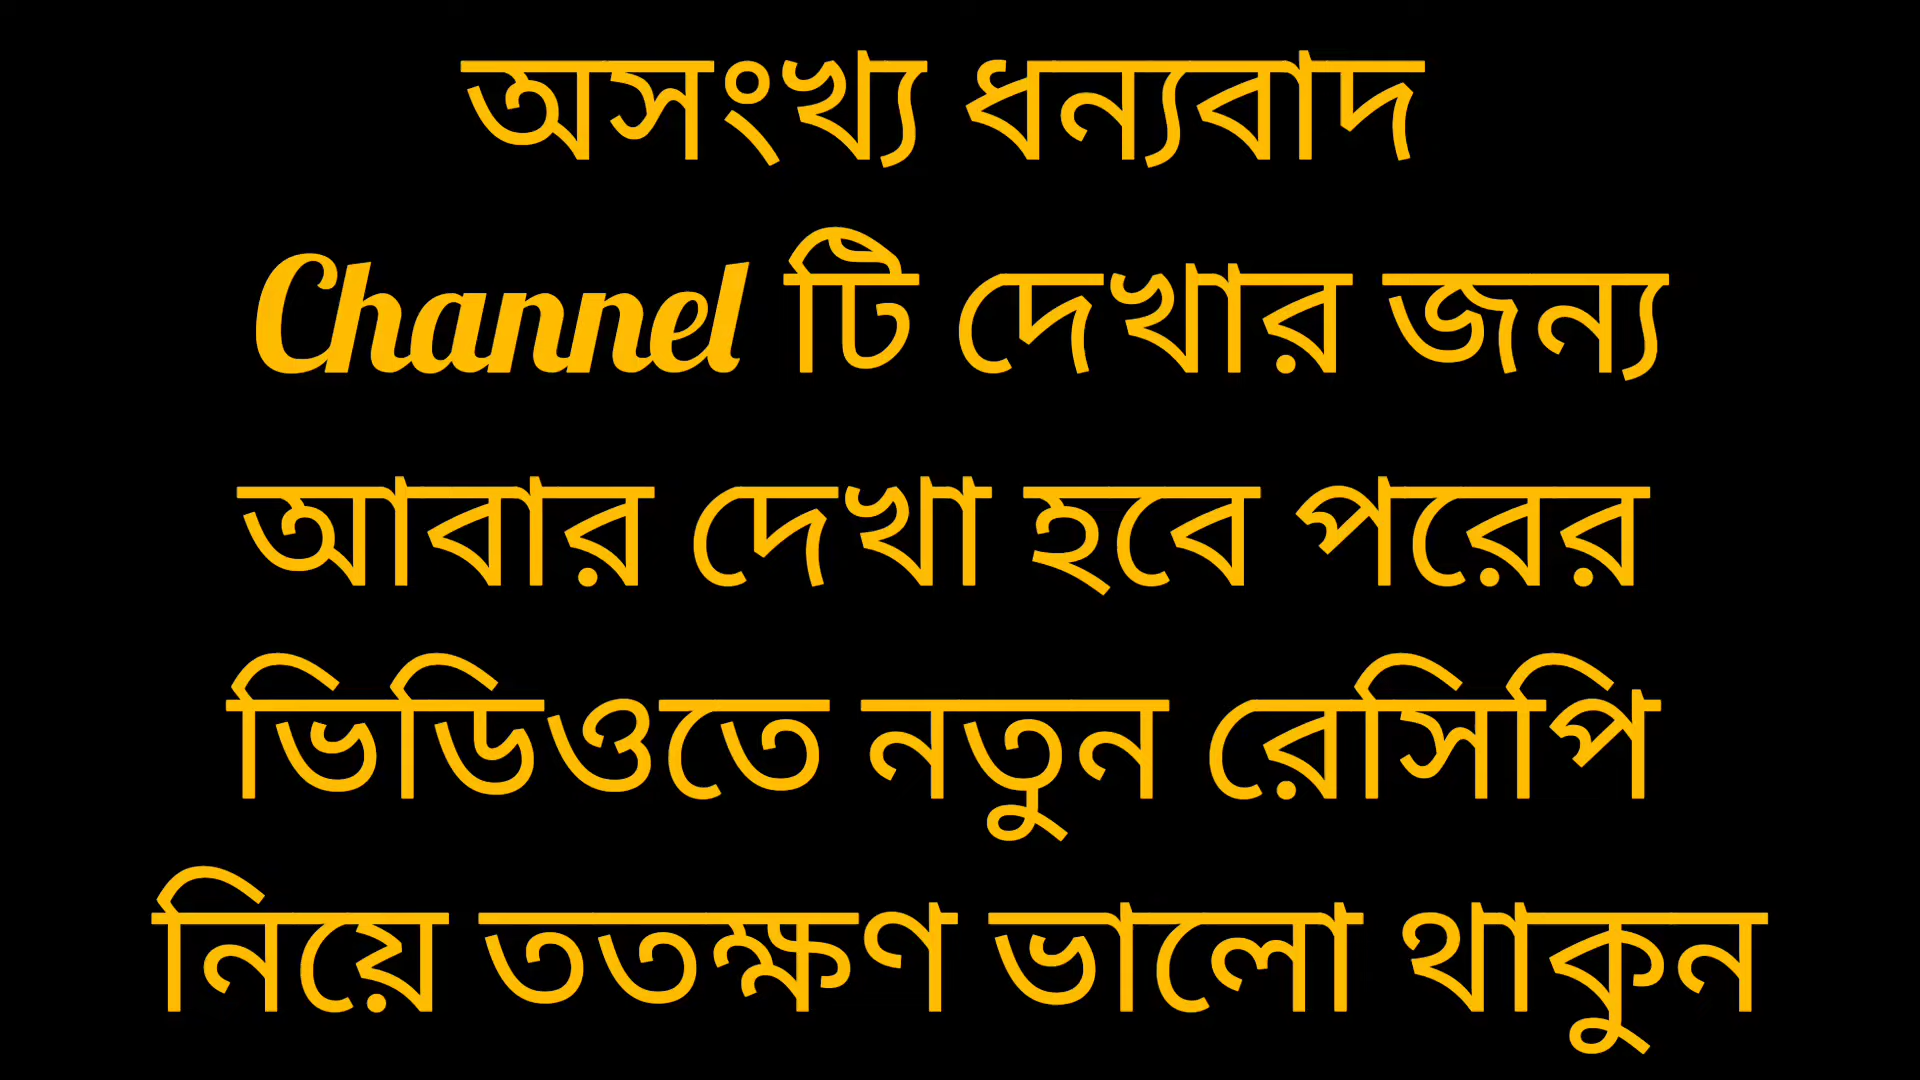 অসংখ্য ধন্যবাদ
Channel টি দেখার জন্য
আবার দেখা হবে পরের
ভিডিওতে নতুন রেসিপি
নিয়ে ততক্ষণ ভালো থাকুন